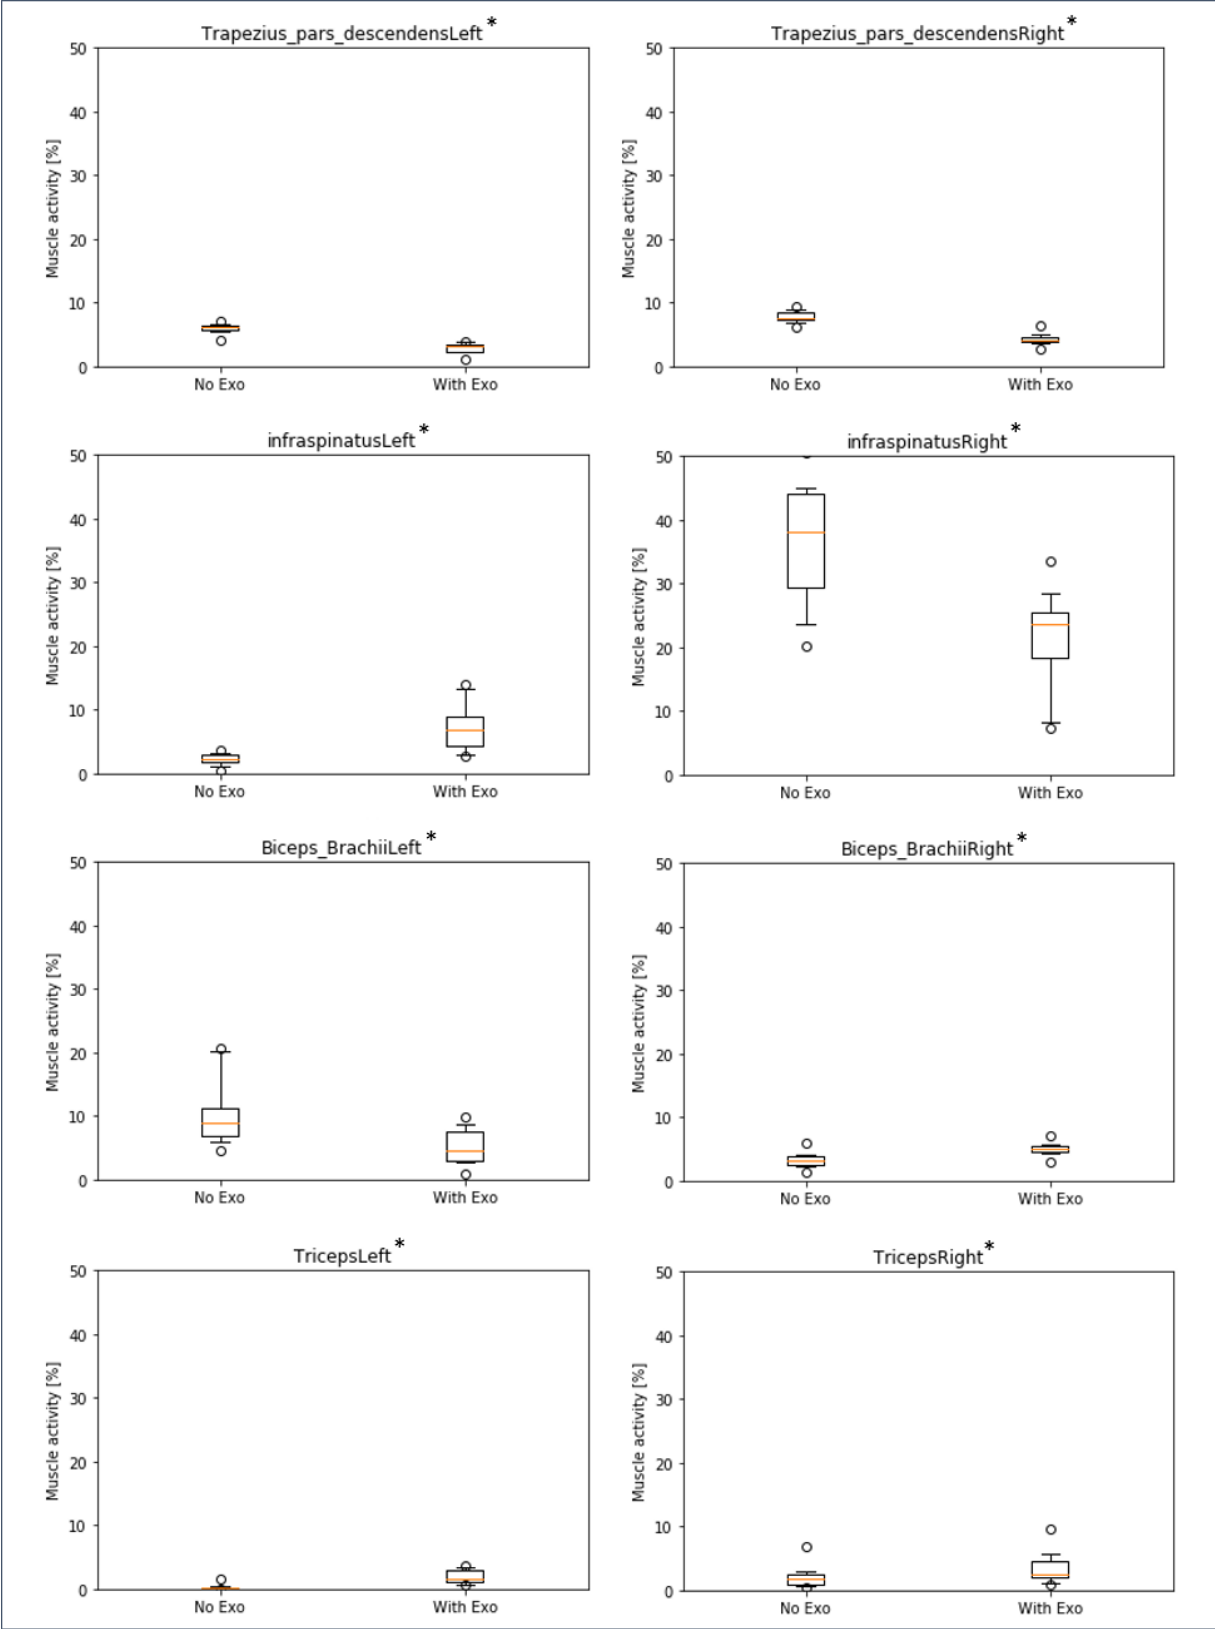 Trapezius_pars_descendensLeft *
50
40
30
20
10
0
Muscle activity [%]
No Exo With Exo
Trapezius_pars_descendensRight *
50
40
30
20
10
0
Muscle activity [%]
No Exo With Exo
infraspinatusLeft *
50
40
30
20
10
0
Muscle activity [%]
No Exo With Exo
infraspinatusRight *
50
40
30
20
10
0
Muscle activity [%]
No Exo With Exo
Biceps_BrachiiLeft *
50
40
30
20
10
0
Muscle activity [%]
No Exo With Exo
Biceps_BrachiiRight *
50
40
30
20
10
0
Muscle activity [%]
No Exo With Exo
TricepsLeft *
50
40
30
20
10
0
Muscle activity [%]
No Exo With Exo
TricepsRight *
50
40
30
20
10
0
Muscle activity [%]
No Exo With Exo